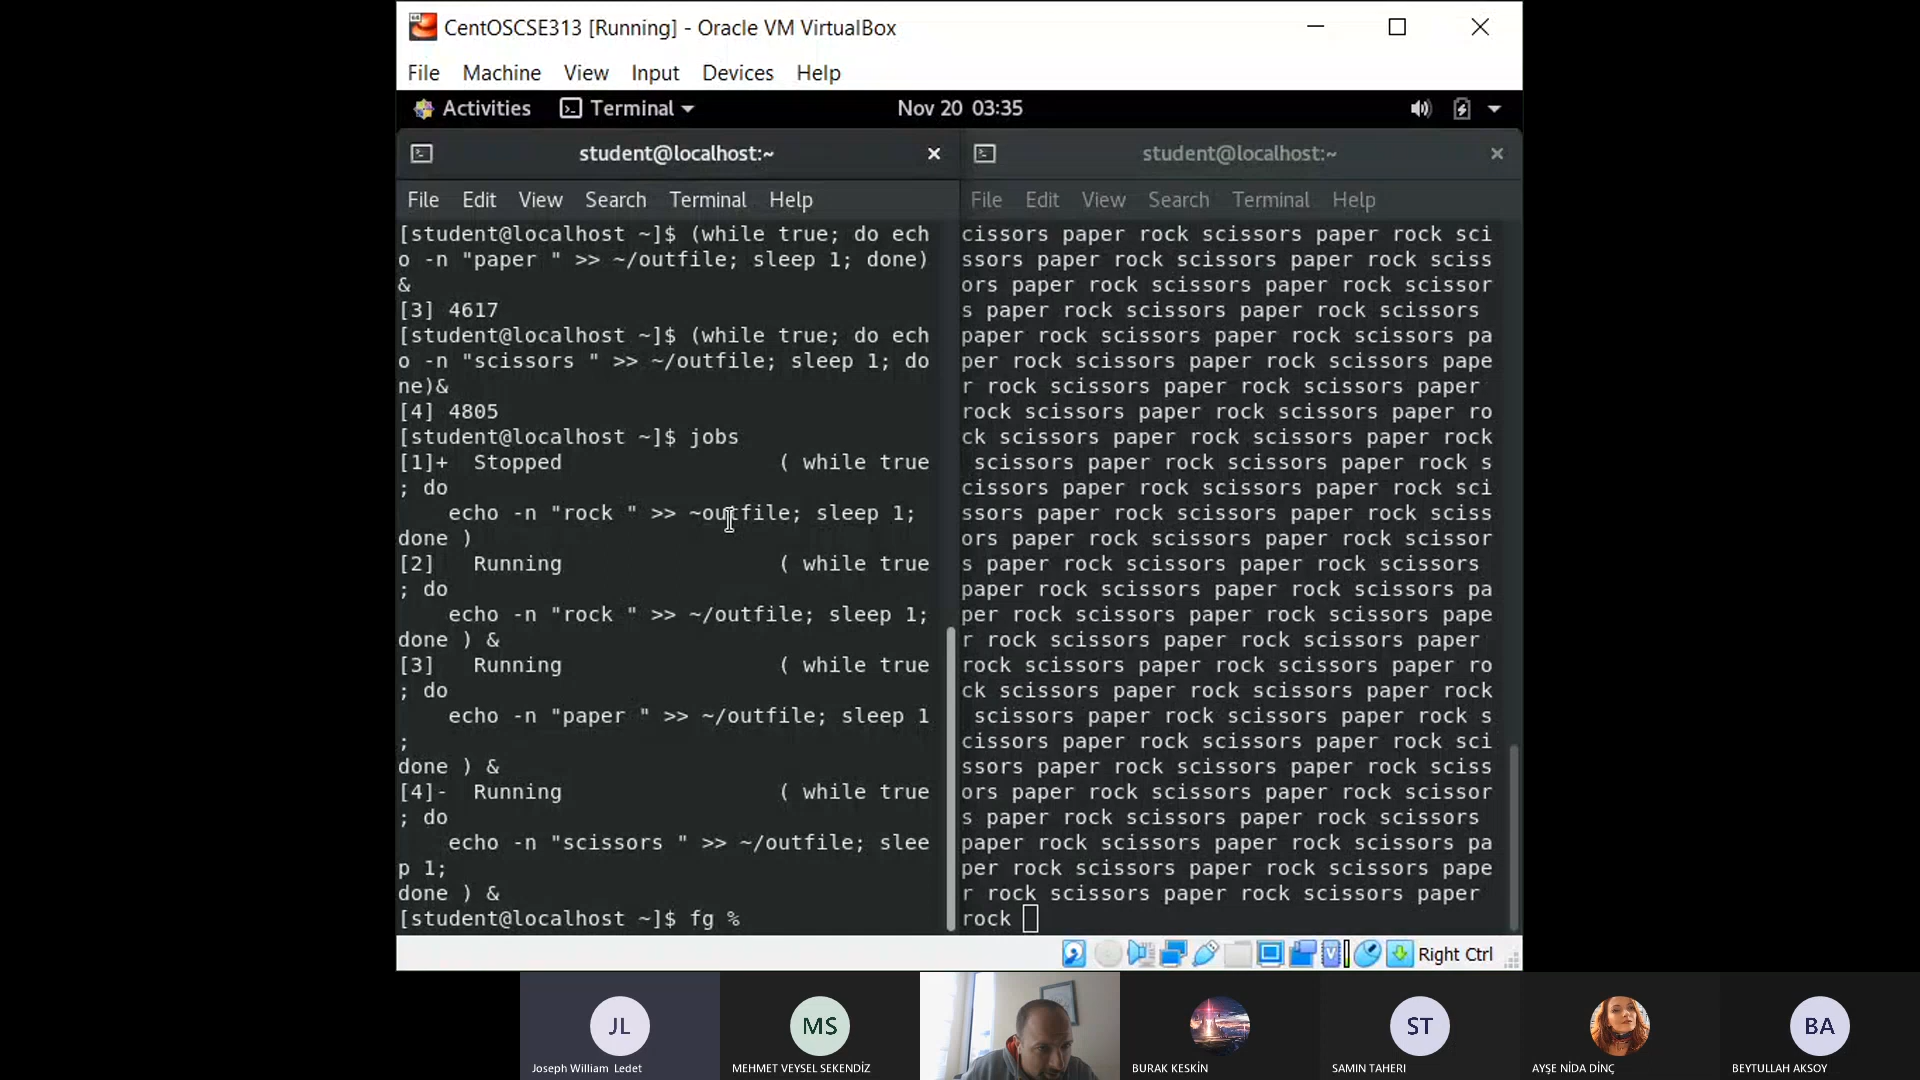 CentOSCSE313 [Running] - Oracle VM VirtualBox
File Machine View Input Devices Help
Activities Terminal Nov 20 03:35
student@localhost:~
File Edit View Search Terminal Help
[student@localhost ~]$ (while true; do ech
o -n "paper " >> ~/outfile; sleep 1; done)
&
[3] 4617
[student@localhost ~]$ (while true; do ech
o -n "scissors " >> ~/outfile; sleep 1; do
ne)&
[4] 4805
[student@localhost ~]$ jobs
[1]+  Stopped                 ( while true
; do
    echo -n "rock " >> ~outfile; sleep 1;
done )
[2]   Running                 ( while true
; do
    echo -n "rock " >> ~/outfile; sleep 1;
done ) &
[3]   Running                 ( while true
; do
    echo -n "paper " >> ~/outfile; sleep 1
;
done ) &
[4]-  Running                 ( while true
; do
    echo -n "scissors " >> ~/outfile; slee
p 1;
done ) &
[student@localhost ~]$ fg %
student@localhost:~
File Edit View Search Terminal Help
cissors paper rock scissors paper rock sci
ssors paper rock scissors paper rock sciss
ors paper rock scissors paper rock scissor
s paper rock scissors paper rock scissors
paper rock scissors paper rock scissors pa
per rock scissors paper rock scissors pape
r rock scissors paper rock scissors paper
rock scissors paper rock scissors paper ro
ck scissors paper rock scissors paper rock
 scissors paper rock scissors paper rock s
cissors paper rock scissors paper rock sci
ssors paper rock scissors paper rock sciss
ors paper rock scissors paper rock scissor
s paper rock scissors paper rock scissors
paper rock scissors paper rock scissors pa
per rock scissors paper rock scissors pape
r rock scissors paper rock scissors paper
rock scissors paper rock scissors paper ro
ck scissors paper rock scissors paper rock
 scissors paper rock scissors paper rock s
cissors paper rock scissors paper rock sci
ssors paper rock scissors paper rock sciss
ors paper rock scissors paper rock scissor
s paper rock scissors paper rock scissors
paper rock scissors paper rock scissors pa
per rock scissors paper rock scissors pape
r rock scissors paper rock scissors paper
rock
Right Ctrl
JL
Joseph William Ledet
MS
MEHMET VEYSEL SEKENDİZ
BURAK KESKİN
ST
SAMIN TAHERI
AYŞE NİDA DİNÇ
BA
BEYTULLAH AKSOY